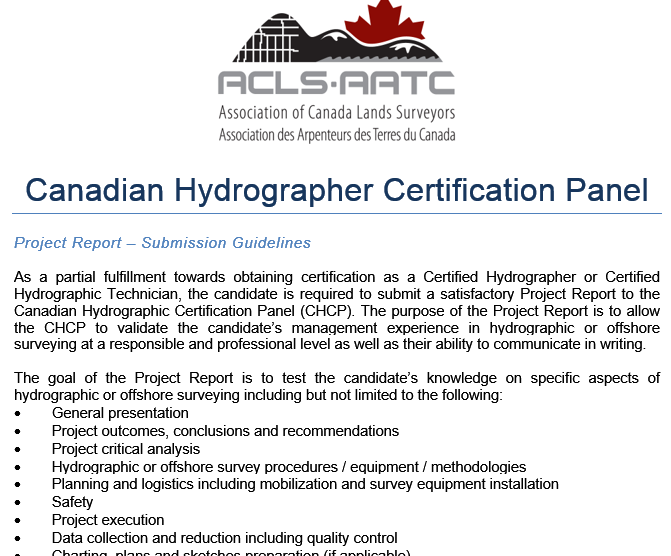 ACLS·AATC
Association of Canada Lands Surveyors
Association des Arpenteurs des Terres du Canada
Canadian Hydrographer Certification Panel
Project Report – Submission Guidelines
As a partial fulfillment towards obtaining certification as a Certified Hydrographer or Certified
Hydrographic Technician, the candidate is required to submit a satisfactory Project Report to the
Canadian Hydrographic Certification Panel (CHCP). The purpose of the Project Report is to allow
the CHCP to validate the candidate's management experience in hydrographic or offshore
surveying at a responsible and professional level as well as their ability to communicate in writing.
The goal of the Project Report is to test the candidate's knowledge on specific aspects of
hydrographic or offshore surveying including but not limited to the following:
• General presentation
• Project outcomes, conclusions and recommendations
• Project critical analysis
• Hydrographic or offshore survey procedures / equipment / methodologies
• Planning and logistics including mobilization and survey equipment installation
• Safety
• Project execution
• Data collection and reduction including quality control
• Charting, plans and sketches preparation (if applicable)